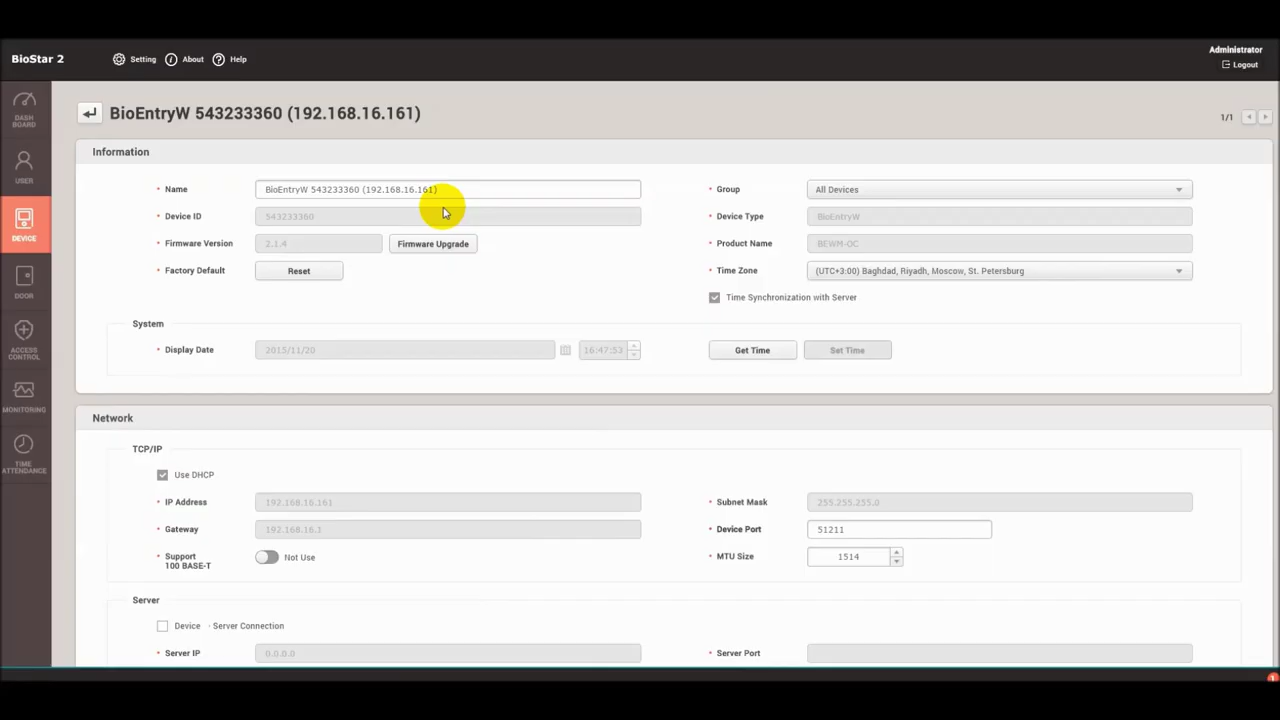 BioStar 2
Setting
About
Help
Administrator
Logout
DASH
BOARD
USER
DEVICE
DOOR
ACCESS
CONTROL
MONITORING
TIME
ATTENDANCE
BioEntryW 543233360 (192.168.16.161)
1/1
Information
Name
BioEntryW 543233360 (192.168.16.161)
Group
All Devices
Device ID
543233360
Device Type
BioEntryW
Firmware Version
2.1.4
Firmware Upgrade
Product Name
BEWM-OC
Factory Default
Reset
Time Zone
(UTC+3:00) Baghdad, Riyadh, Moscow, St. Petersburg
Time Synchronization with Server
System
Display Date
2015/11/20
16:47:53
Get Time
Set Time
Network
TCP/IP
Use DHCP
IP Address
192.168.16.161
Subnet Mask
255.255.255.0
Gateway
192.168.16.1
Device Port
51211
Support
100 BASE-T
Not Use
MTU Size
1514
Server
Device · Server Connection
Server IP
0.0.0.0
Server Port
1